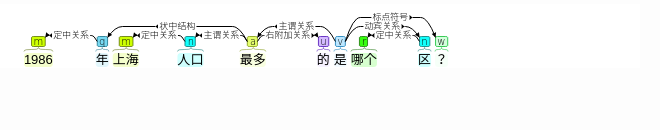 标点符号
状中结构 主谓关系 动宾关系
定中关系 定中关系 主谓关系 右附加关系 定中关系
m q m n a u v r n w
1986 年 上海 人口 最多 的 是 哪个 区 ?